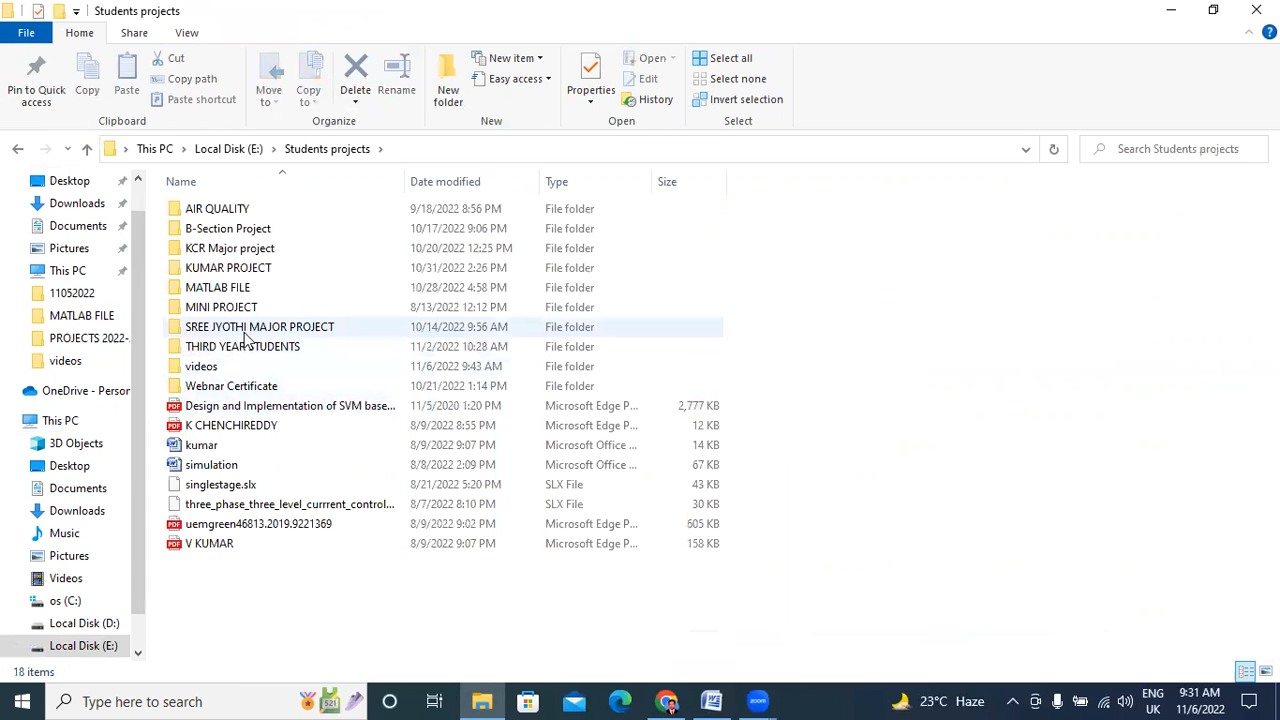 Students projects
File Home Share View
Pin to Quick access
Copy
Paste
Cut
Copy path
Paste shortcut
Clipboard
Move to
Copy to
Delete
Rename
Organize
New folder
New item
Easy access
New
Properties
Open
Edit
History
Open
Select all
Select none
Invert selection
Select
This PC > Local Disk (E:) > Students projects >
Search Students projects
Desktop
Downloads
Documents
Pictures
This PC
11052022
MATLAB FILE
PROJECTS 2022-
videos
OneDrive - Person
This PC
3D Objects
Desktop
Documents
Downloads
Music
Pictures
Videos
os (C:)
Local Disk (D:)
Local Disk (E:)
Name Date modified Type Size
AIR QUALITY 9/18/2022 8:56 PM File folder
B-Section Project 10/17/2022 9:06 PM File folder
KCR Major project 10/20/2022 12:25 PM File folder
KUMAR PROJECT 10/31/2022 2:26 PM File folder
MATLAB FILE 10/28/2022 4:58 PM File folder
MINI PROJECT 8/13/2022 12:12 PM File folder
SREE JYOTHI MAJOR PROJECT 10/14/2022 9:56 AM File folder
THIRD YEAR STUDENTS 11/2/2022 10:28 AM File folder
videos 11/6/2022 9:43 AM File folder
Webnar Certificate 10/21/2022 1:14 PM File folder
Design and Implementation of SVM base... 11/5/2020 1:20 PM Microsoft Edge P... 2,777 KB
K CHENCHIREDDY 8/9/2022 8:55 PM Microsoft Edge P... 12 KB
kumar 8/9/2022 9:07 PM Microsoft Office ... 14 KB
simulation 8/8/2022 2:09 PM Microsoft Office ... 67 KB
singlestage.slx 8/21/2022 5:20 PM SLX File 43 KB
three_phase_three_level_currrent_control... 8/7/2022 8:10 PM SLX File 30 KB
uemgreen46813.2019.9221369 8/9/2022 9:02 PM Microsoft Edge P... 605 KB
V KUMAR 8/9/2022 9:07 PM Microsoft Edge P... 158 KB
18 items
Type here to search
521
zoom
23°C Haze
ENG
UK
9:31 AM
11/6/2022